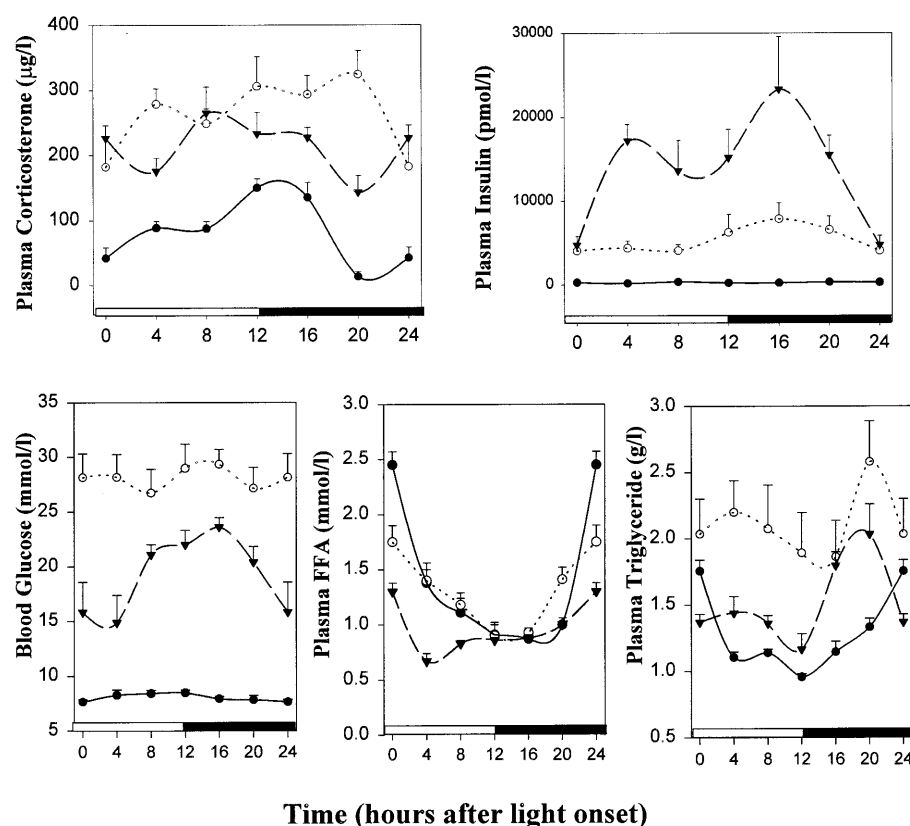 Plasma Corticosterone (µg/l)
400
300
200
100
0
0 4 8 12 16 20 24
Plasma Insulin (pmol/l)
30000
20000
10000
0
0 4 8 12 16 20 24
Blood Glucose (mmol/l)
35
30
25
20
15
10
5
0 4 8 12 16 20 24
Plasma FFA (mmol/l)
3.0
2.5
2.0
1.5
1.0
0.5
0.0
0 4 8 12 16 20 24
Plasma Triglyceride (g/l)
3.0
2.5
2.0
1.5
1.0
0.5
0 4 8 12 16 20 24
Time (hours after light onset)